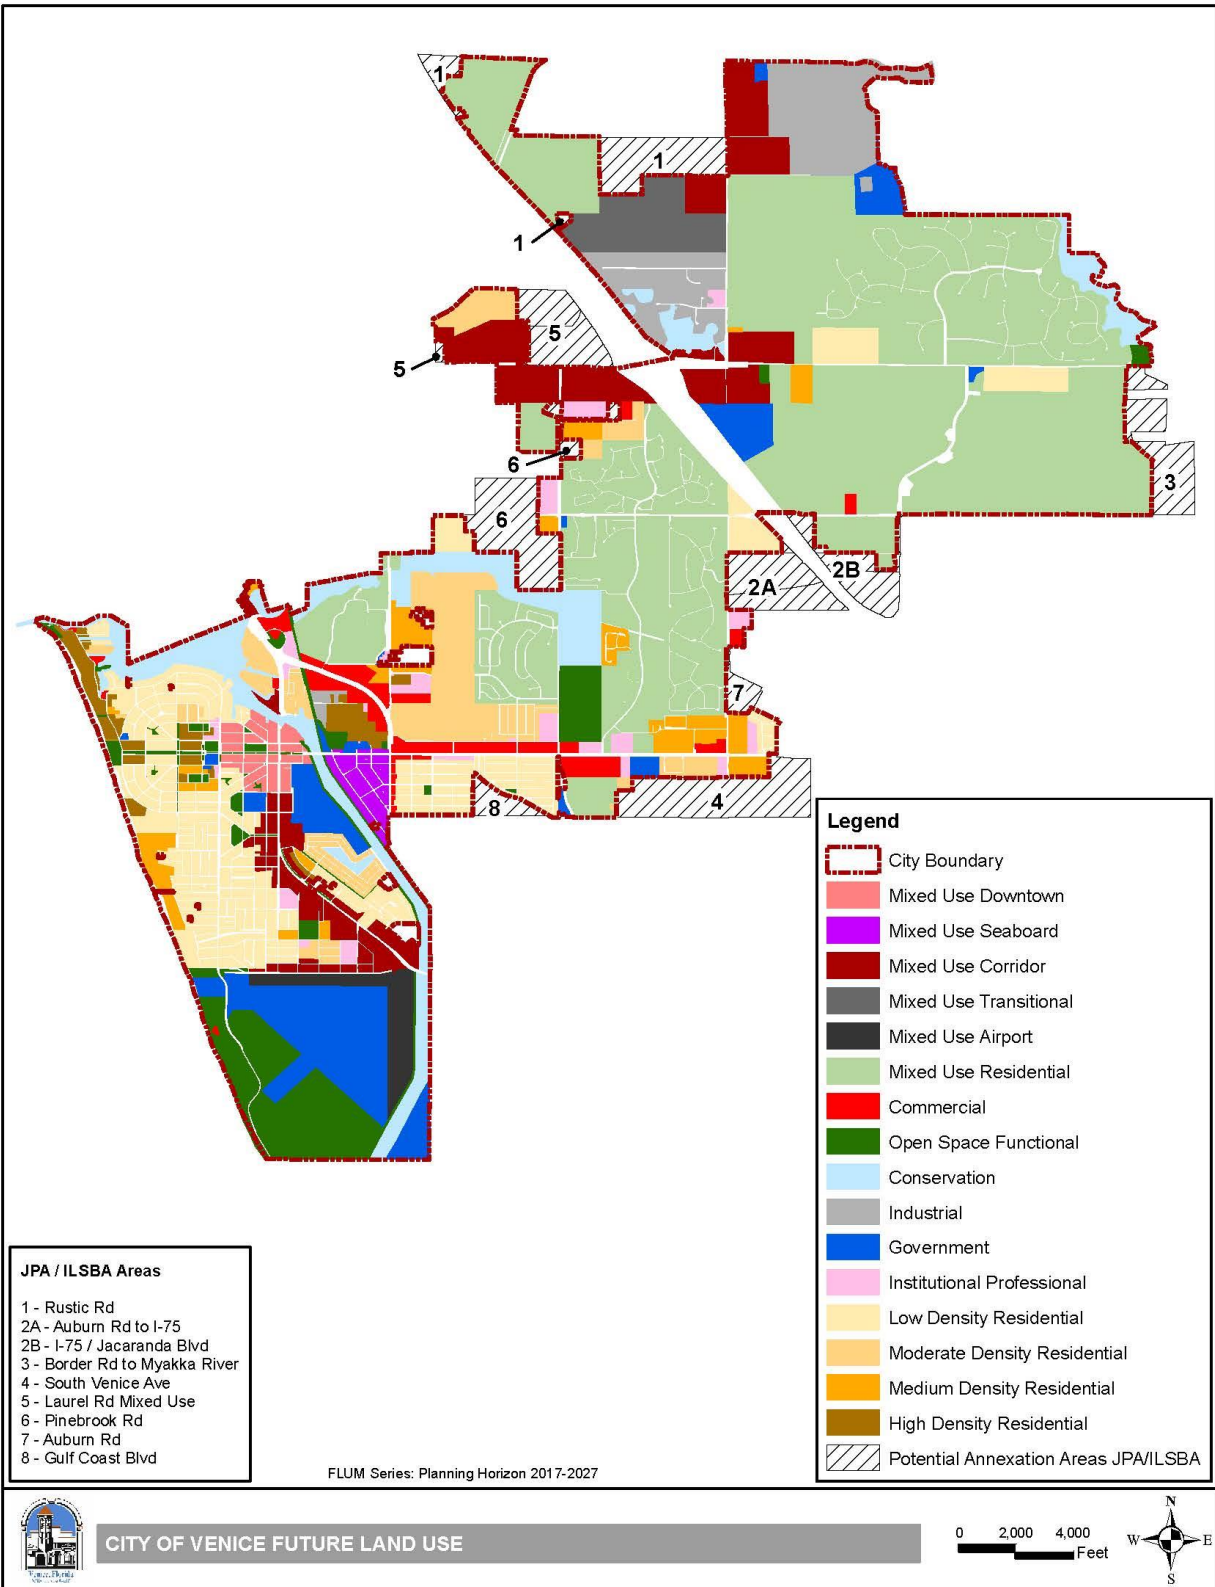 1
1
1
5
5
6
6
3
2A
2B
7
8
4
Legend
City Boundary
Mixed Use Downtown
Mixed Use Seaboard
Mixed Use Corridor
Mixed Use Transitional
Mixed Use Airport
Mixed Use Residential
Commercial
Open Space Functional
Conservation
Industrial
Government
Institutional Professional
Low Density Residential
Moderate Density Residential
Medium Density Residential
High Density Residential
Potential Annexation Areas JPA/ILSBA
JPA / ILSBA Areas
1 - Rustic Rd
2A - Auburn Rd to I-75
2B - I-75 / Jacaranda Blvd
3 - Border Rd to Myakka River
4 - South Venice Ave
5 - Laurel Rd Mixed Use
6 - Pinebrook Rd
7 - Auburn Rd
8 - Gulf Coast Blvd
FLUM Series: Planning Horizon 2017-2027
Venice, Florida
CITY OF VENICE FUTURE LAND USE
0 2,000 4,000
Feet
N
W E
S